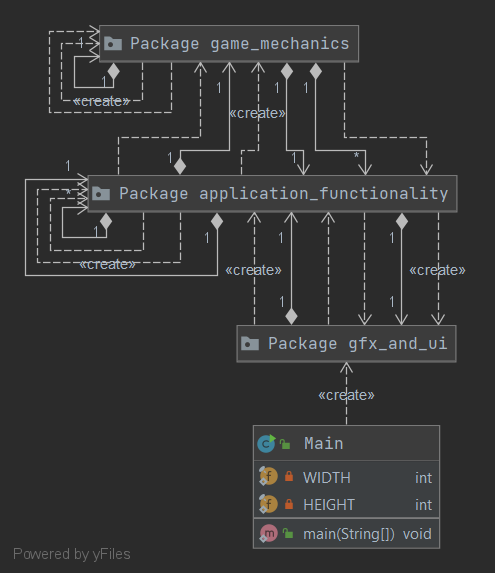 Package game_mechanics
1
1
«create»
1
«create»
1
1
1
*
1
Package application_functionality
*
1
1
«create»
1
1
«create»
«create»
1
1
Package gfx_and_ui
«create»
Main
WIDTH int
HEIGHT int
main(String[]) void
Powered by yFiles